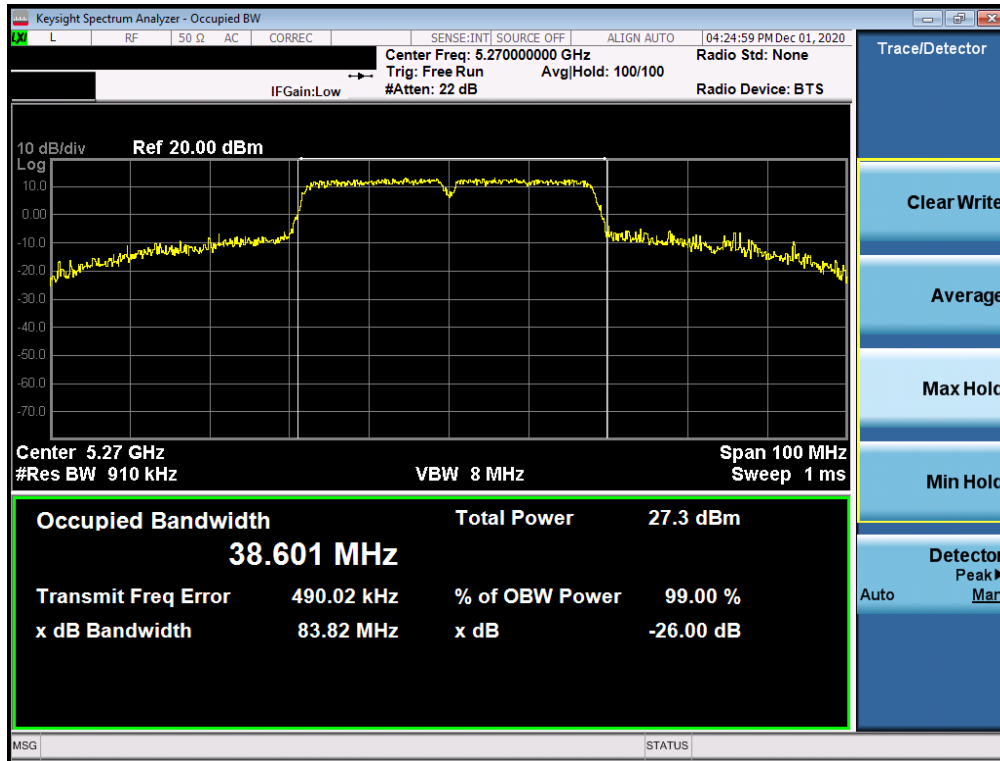 Keysight Spectrum Analyzer - Occupied BW
LXI L RF 50 Ω AC CORREC SENSE:INT SOURCE OFF ALIGN AUTO 04:24:59 PM Dec 01, 2020
Center Freq: 5.270000000 GHz Radio Std: None
Trig: Free Run Avg|Hold: 100/100
IFGain:Low #Atten: 22 dB Radio Device: BTS
Trace/Detector
10 dB/div Ref 20.00 dBm
Log
10.0
0.00
-10.0
-20.0
-30.0
-40.0
-50.0
-60.0
-70.0
Center 5.27 GHz Span 100 MHz
#Res BW 910 kHz VBW 8 MHz Sweep 1 ms
Occupied Bandwidth Total Power 27.3 dBm
38.601 MHz
Transmit Freq Error 490.02 kHz % of OBW Power 99.00 %
x dB Bandwidth 83.82 MHz x dB -26.00 dB
Clear Write
Average
Max Hold
Min Hold
Detector
Peak▶
Auto Man
MSG STATUS